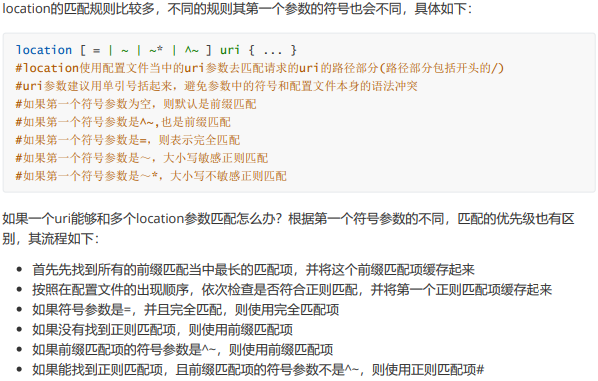 location的匹配规则比较多，不同的规则其第一个参数的符号也会不同，具体如下：
location [ = | ~ | ~* | ^~ ] uri { ... }
#location使用配置文件当中的uri参数去匹配请求的uri的路径部分(路径部分包括开头的/)
#uri参数建议用单引号括起来，避免参数中的符号和配置文件本身的语法冲突
#如果第一个符号参数为空，则默认是前缀匹配
#如果第一个符号参数是^~,也是前缀匹配
#如果第一个符号参数是=，则表示完全匹配
#如果第一个符号参数是～，大小写敏感正则匹配
#如果第一个符号参数是～*，大小写不敏感正则匹配
如果一个uri能够和多个location参数匹配怎么办？根据第一个符号参数的不同，匹配的优先级也有区
别，其流程如下：
• 首先先找到所有的前缀匹配当中最长的匹配项，并将这个前缀匹配项缓存起来
• 按照在配置文件的出现顺序，依次检查是否符合正则匹配，并将第一个正则匹配项缓存起来
• 如果符号参数是=，并且完全匹配，则使用完全匹配项
• 如果没有找到正则匹配项，则使用前缀匹配项
• 如果前缀匹配项的符号参数是^~，则使用前缀匹配项
• 如果能找到正则匹配项，且前缀匹配项的符号参数不是^~，则使用正则匹配项#